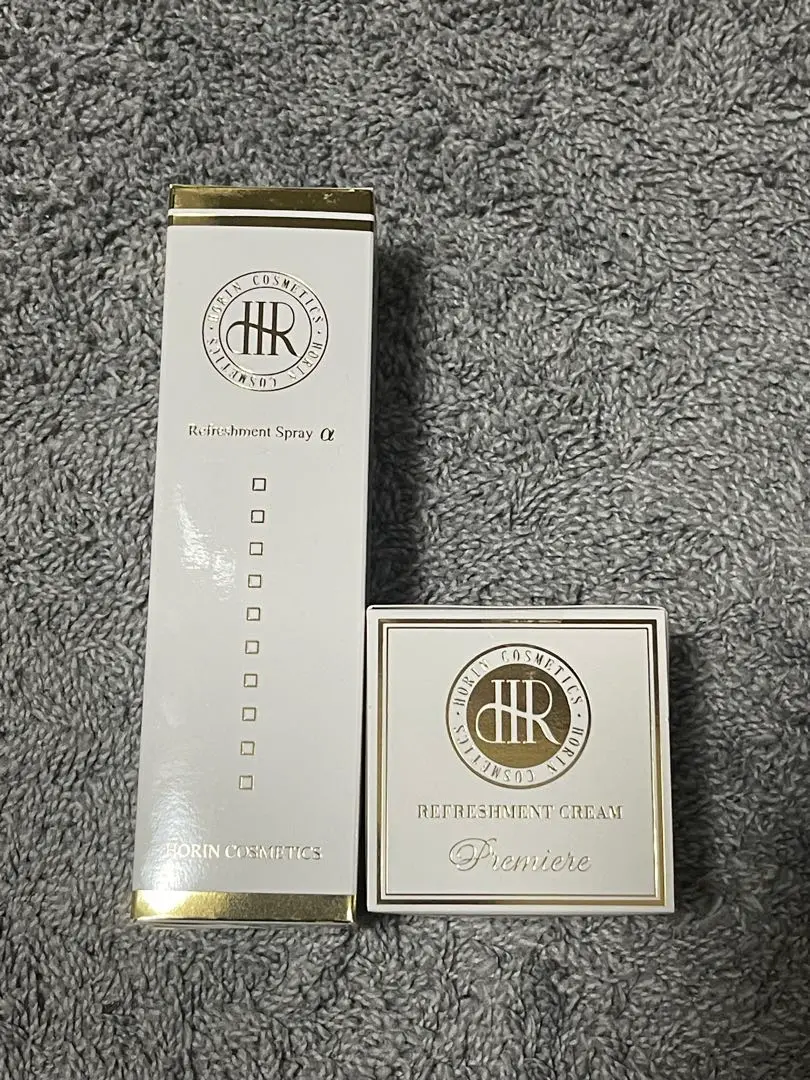 HORIN COSMETICS · HORIN COSMETICS ·
HR
Refreshment Spray α
HORIN COSMETICS
HORIN COSMETICS · HORIN COSMETICS ·
HR
REFRESHMENT CREAM
Premiere